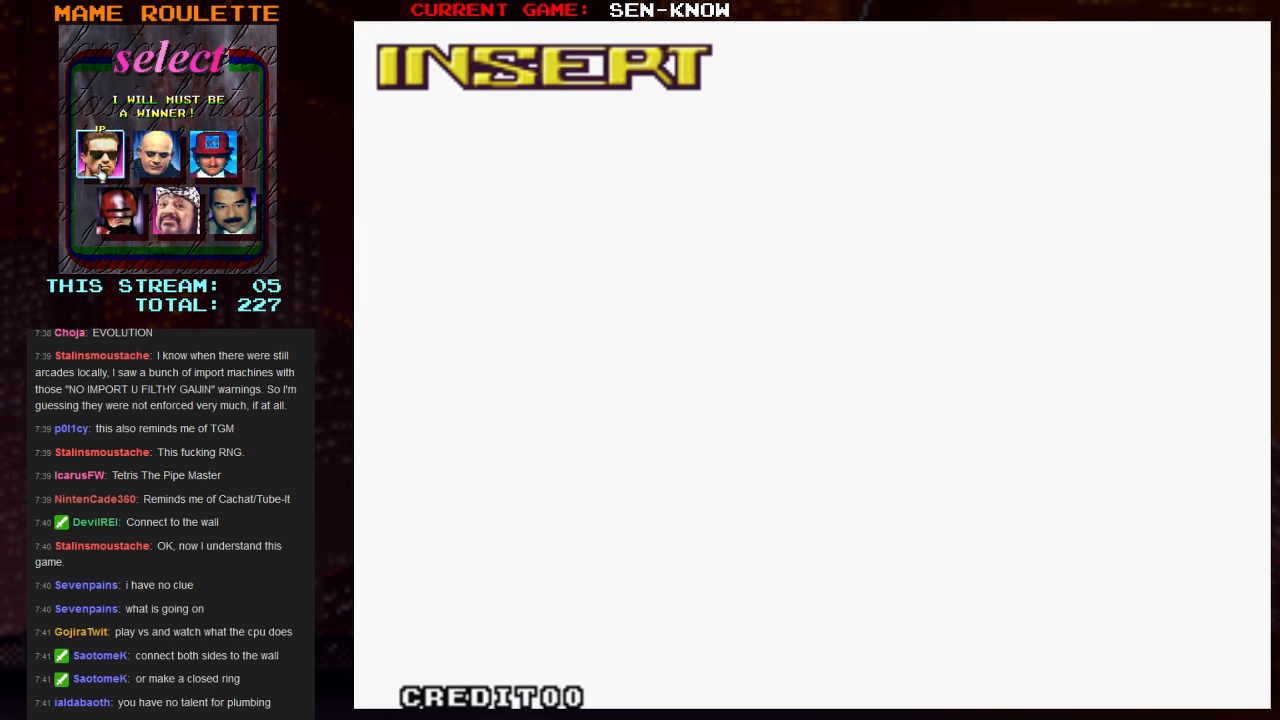 MAME ROULETTE
CURRENT GAME: SEN-KNOW
select
I WILL MUST BE
A WINNER!
1P
THIS STREAM: 05
TOTAL: 227
7:38 Choja: EVOLUTION
7:39 Stalinsmoustache: I know when there were still
arcades locally, I saw a bunch of import machines with
those "NO IMPORT U FILTHY GAIJIN" warnings. So I'm
guessing they were not enforced very much, if at all.
7:39 p0l1cy: this also reminds me of TGM
7:39 Stalinsmoustache: This fucking RNG.
7:39 IcarusFW: Tetris The Pipe Master
7:39 NintenCade360: Reminds me of Cachat/Tube-It
7:40 DevilREI: Connect to the wall
7:40 Stalinsmoustache: OK, now I understand this
game.
7:40 Sevenpains: i have no clue
7:40 Sevenpains: what is going on
7:41 GojiraTwit: play vs and watch what the cpu does
7:41 SaotomeK: connect both sides to the wall
7:41 SaotomeK: or make a closed ring
7:41 ialdabaoth: you have no talent for plumbing
INSERT
CREDIT00